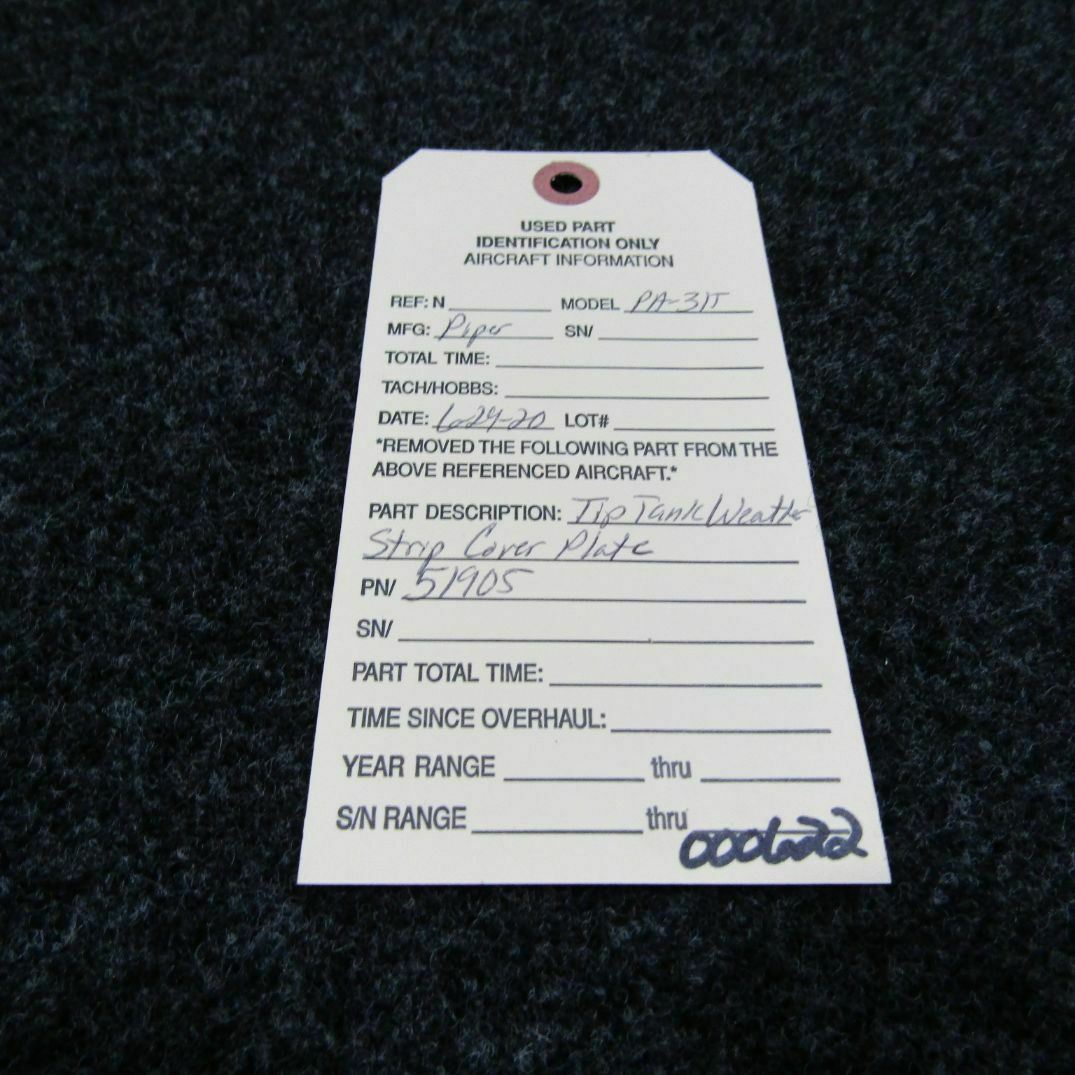 USED PART
IDENTIFICATION ONLY
AIRCRAFT INFORMATION
REF: N MODEL PA-31T
MFG: Piper SN/
TOTAL TIME:
TACH/HOBBS:
DATE: 6-29-20 LOT#
*REMOVED THE FOLLOWING PART FROM THE
ABOVE REFERENCED AIRCRAFT.*
PART DESCRIPTION: Tip Tank Weather
Strip Cover Plate
PN/ 51905
SN/
PART TOTAL TIME:
TIME SINCE OVERHAUL:
YEAR RANGE thru
S/N RANGE thru